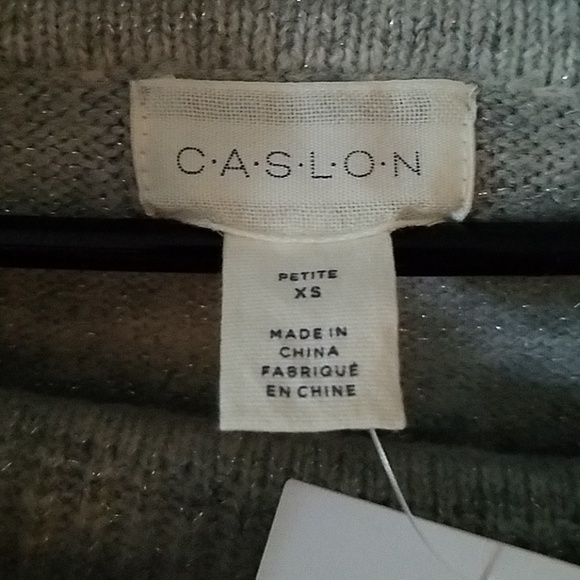 C·A·S·L·O·N
PETITE
XS
MADE IN
CHINA
FABRIQUÉ
EN CHINE